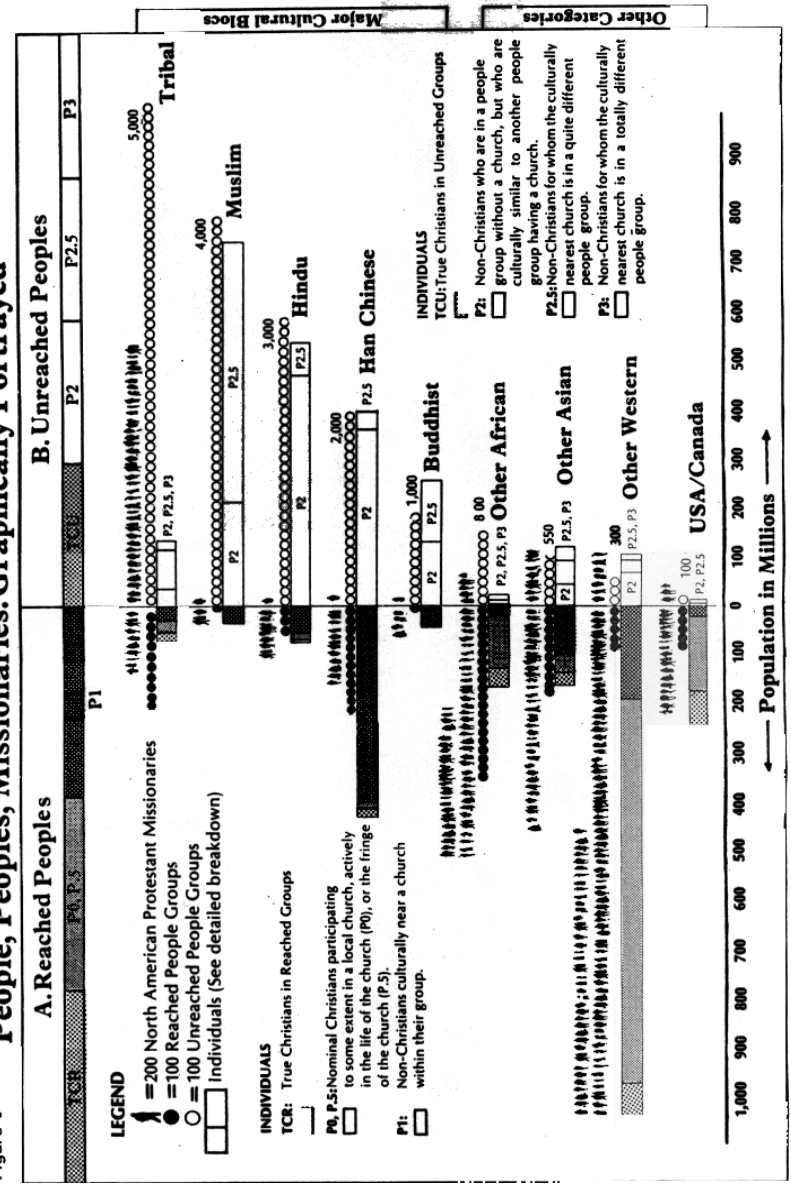 People, Peoples, Missionaries: Graphically Portrayed
A. Reached Peoples
B. Unreached Peoples
TCR
P0, P.5
P1
TCU
P2
P2.5
P3
LEGEND
=200 North American Protestant Missionaries
=100 Reached People Groups
=100 Unreached People Groups
Individuals (See detailed breakdown)
INDIVIDUALS
TCR: True Christians in Reached Groups
P0, P.5: Nominal Christians participating
to some extent in a local church, actively
in the life of the church (P0), or the fringe
of the church (P.5).
P1: Non-Christians culturally near a church
within their group.
5,000
Tribal
P2, P2.5, P3
4,000
Muslim
P2
P2.5
3,000
Hindu
P2
P2.5
2,000
Han Chinese
P2
P2.5
1,000
Buddhist
P2
P2.5
800
Other African
P2, P2.5, P3
550
Other Asian
P2
P2.5, P3
300
Other Western
P2
P2.5, P3
100
USA/Canada
P2, P2.5
INDIVIDUALS
TCU: True Christians in Unreached Groups
P2: Non-Christians who are in a people
group without a church, but who are
culturally similar to another people
group having a church.
P2.5: Non-Christians for whom the culturally
nearest church is in a quite different
people group.
P3: Non-Christians for whom the culturally
nearest church is in a totally different
people group.
1,000 900 800 700 600 500 400 300 200 100 0 100 200 300 400 500 600 700 800 900
Population in Millions
Major Cultural Blocs
Other Categories